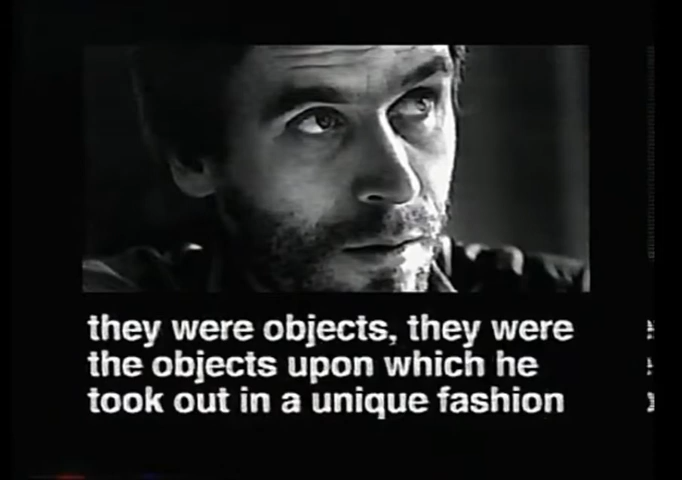 they were objects, they were
the objects upon which he
took out in a unique fashion